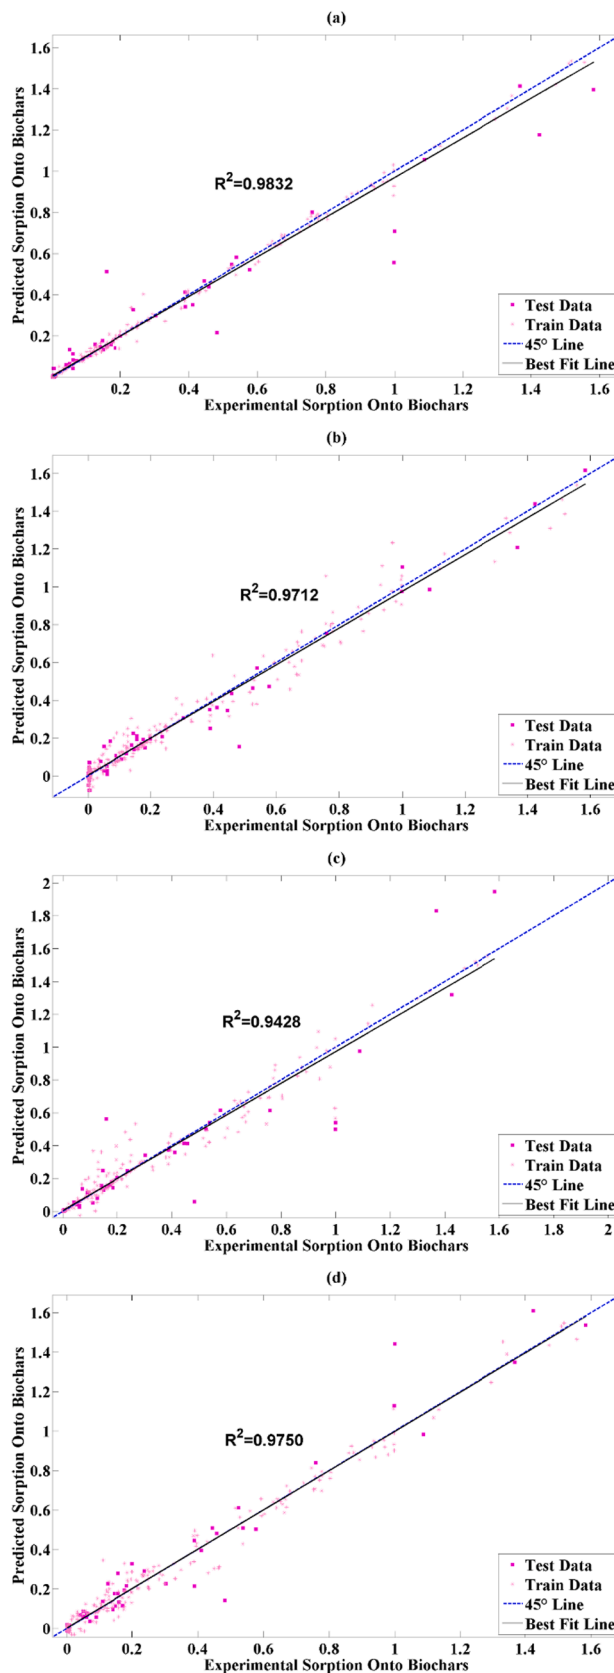 (a)
1.6
1.4
1.2
1
0.8
0.6
0.4
0.2
Predicted Sorption Onto Biochars
R²=0.9832
Test Data
Train Data
45° Line
Best Fit Line
0.2 0.4 0.6 0.8 1 1.2 1.4 1.6
Experimental Sorption Onto Biochars
(b)
1.6
1.4
1.2
1
0.8
0.6
0.4
0.2
0
Predicted Sorption Onto Biochars
R²=0.9712
Test Data
Train Data
45° Line
Best Fit Line
0 0.2 0.4 0.6 0.8 1 1.2 1.4 1.6
Experimental Sorption Onto Biochars
(c)
2
1.8
1.6
1.4
1.2
1
0.8
0.6
0.4
0.2
0
Predicted Sorption Onto Biochars
R²=0.9428
Test Data
Train Data
45° Line
Best Fit Line
0 0.2 0.4 0.6 0.8 1 1.2 1.4 1.6 1.8 2
Experimental Sorption Onto Biochars
(d)
1.6
1.4
1.2
1
0.8
0.6
0.4
0.2
0
Predicted Sorption Onto Biochars
R²=0.9750
Test Data
Train Data
45° Line
Best Fit Line
0 0.2 0.4 0.6 0.8 1 1.2 1.4 1.6
Experimental Sorption Onto Biochars